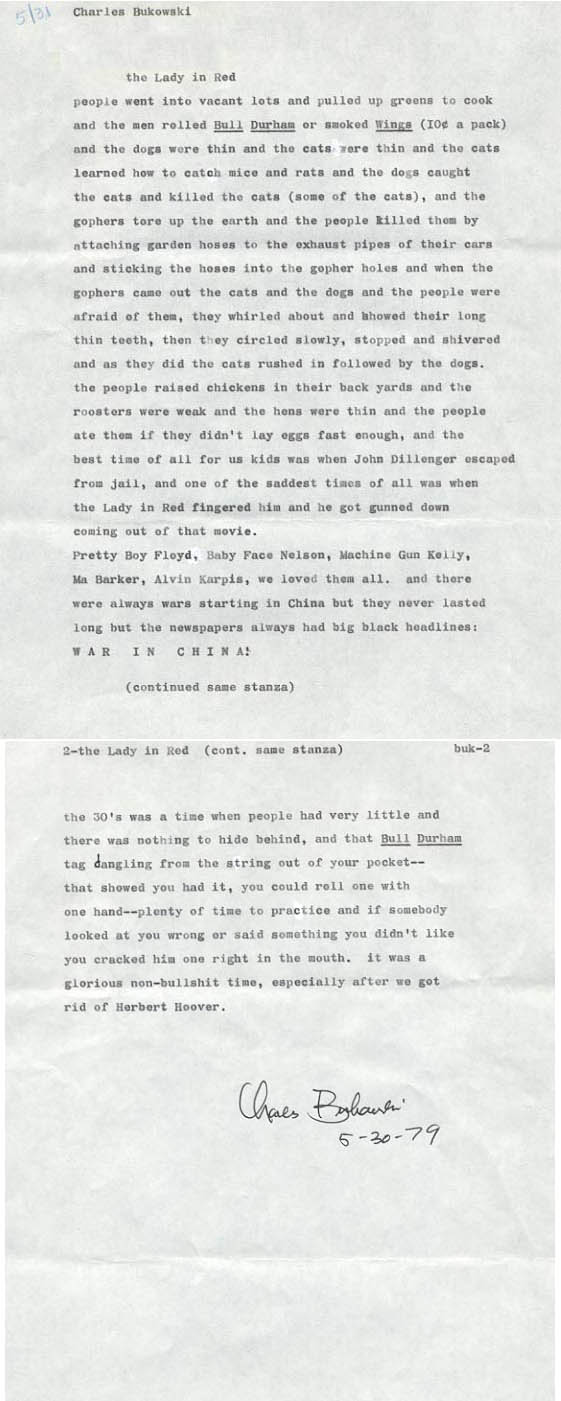 5/31
Charles Bukowski
the Lady in Red
people went into vacant lots and pulled up greens to cook
and the men rolled Bull Durham or smoked Wings (10¢ a pack)
and the dogs were thin and the cats were thin and the cats
learned how to catch mice and rats and the dogs caught
the cats and killed the cats (some of the cats), and the
gophers tore up the earth and the people killed them by
attaching garden hoses to the exhaust pipes of their cars
and sticking the hoses into the gopher holes and when the
gophers came out the cats and the dogs and the people were
afraid of them, they whirled about and showed their long
thin teeth, then they circled slowly, stopped and shivered
and as they did the cats rushed in followed by the dogs.
the people raised chickens in their back yards and the
roosters were weak and the hens were thin and the people
ate them if they didn't lay eggs fast enough, and the
best time of all for us kids was when John Dillenger escaped
from jail, and one of the saddest times of all was when
the Lady in Red fingered him and he got gunned down
coming out of that movie.
Pretty Boy Floyd, Baby Face Nelson, Machine Gun Kelly,
Ma Barker, Alvin Karpis, we loved them all. and there
were always wars starting in China but they never lasted
long but the newspapers always had big black headlines:
W A R I N C H I N A!
(continued same stanza)
2-the Lady in Red (cont. same stanza) buk-2
the 30's was a time when people had very little and
there was nothing to hide behind, and that Bull Durham
tag dangling from the string out of your pocket--
that showed you had it, you could roll one with
one hand--plenty of time to practice and if somebody
looked at you wrong or said something you didn't like
you cracked him one right in the mouth. it was a
glorious non-bullshit time, especially after we got
rid of Herbert Hoover.
Charles Bukowski
5-30-79